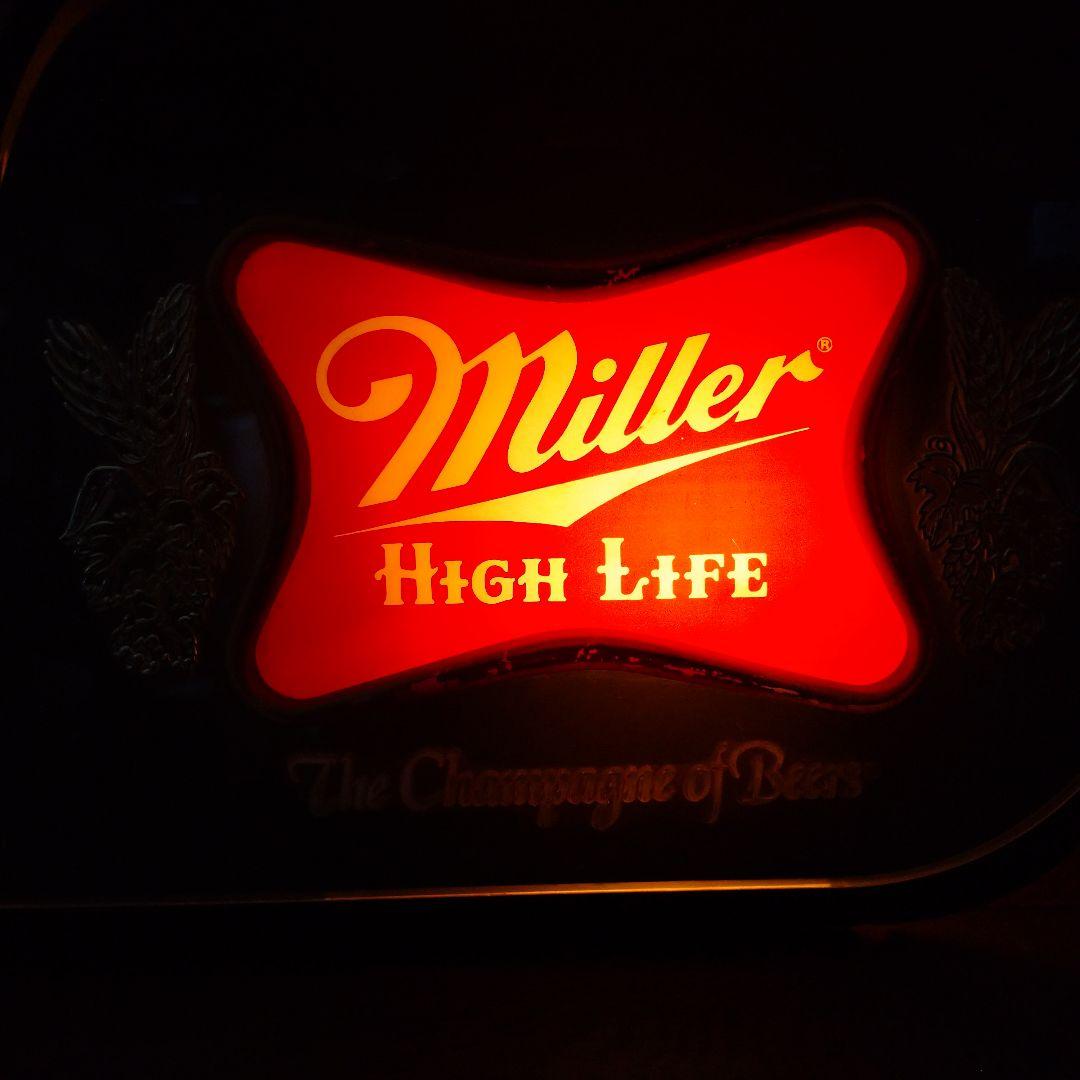 Miller®
HIGH LIFE
The Champagne of Beers